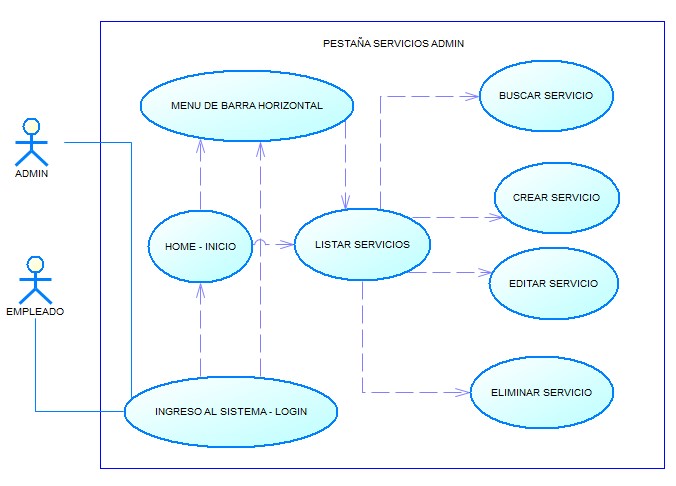 PESTAÑA SERVICIOS ADMIN
BUSCAR SERVICIO
MENU DE BARRA HORIZONTAL
ADMIN
CREAR SERVICIO
HOME - INICIO
LISTAR SERVICIOS
EDITAR SERVICIO
EMPLEADO
ELIMINAR SERVICIO
INGRESO AL SISTEMA - LOGIN